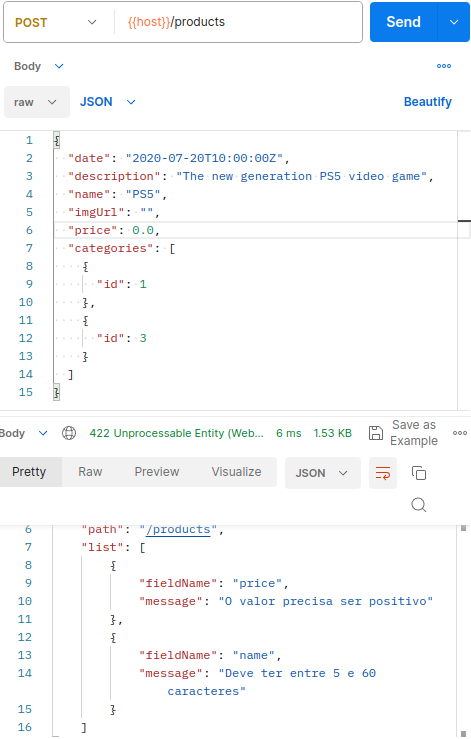 POST {{host}}/products Send
Body
raw JSON Beautify
1 {
2 "date": "2020-07-20T10:00:00Z",
3 "description": "The new generation PS5 video game",
4 "name": "PS5",
5 "imgUrl": "",
6 "price": 0.0,
7 "categories": [
8 {
9 "id": 1
10 },
11 {
12 "id": 3
13 }
14 ]
15 }
Body 422 Unprocessable Entity (Web... 6 ms 1.53 KB Save as Example
Pretty Raw Preview Visualize JSON
6 "path": "/products",
7 "list": [
8 {
9 "fieldName": "price",
10 "message": "O valor precisa ser positivo"
11 },
12 {
13 "fieldName": "name",
14 "message": "Deve ter entre 5 e 60
caracteres"
15 }
16 ]